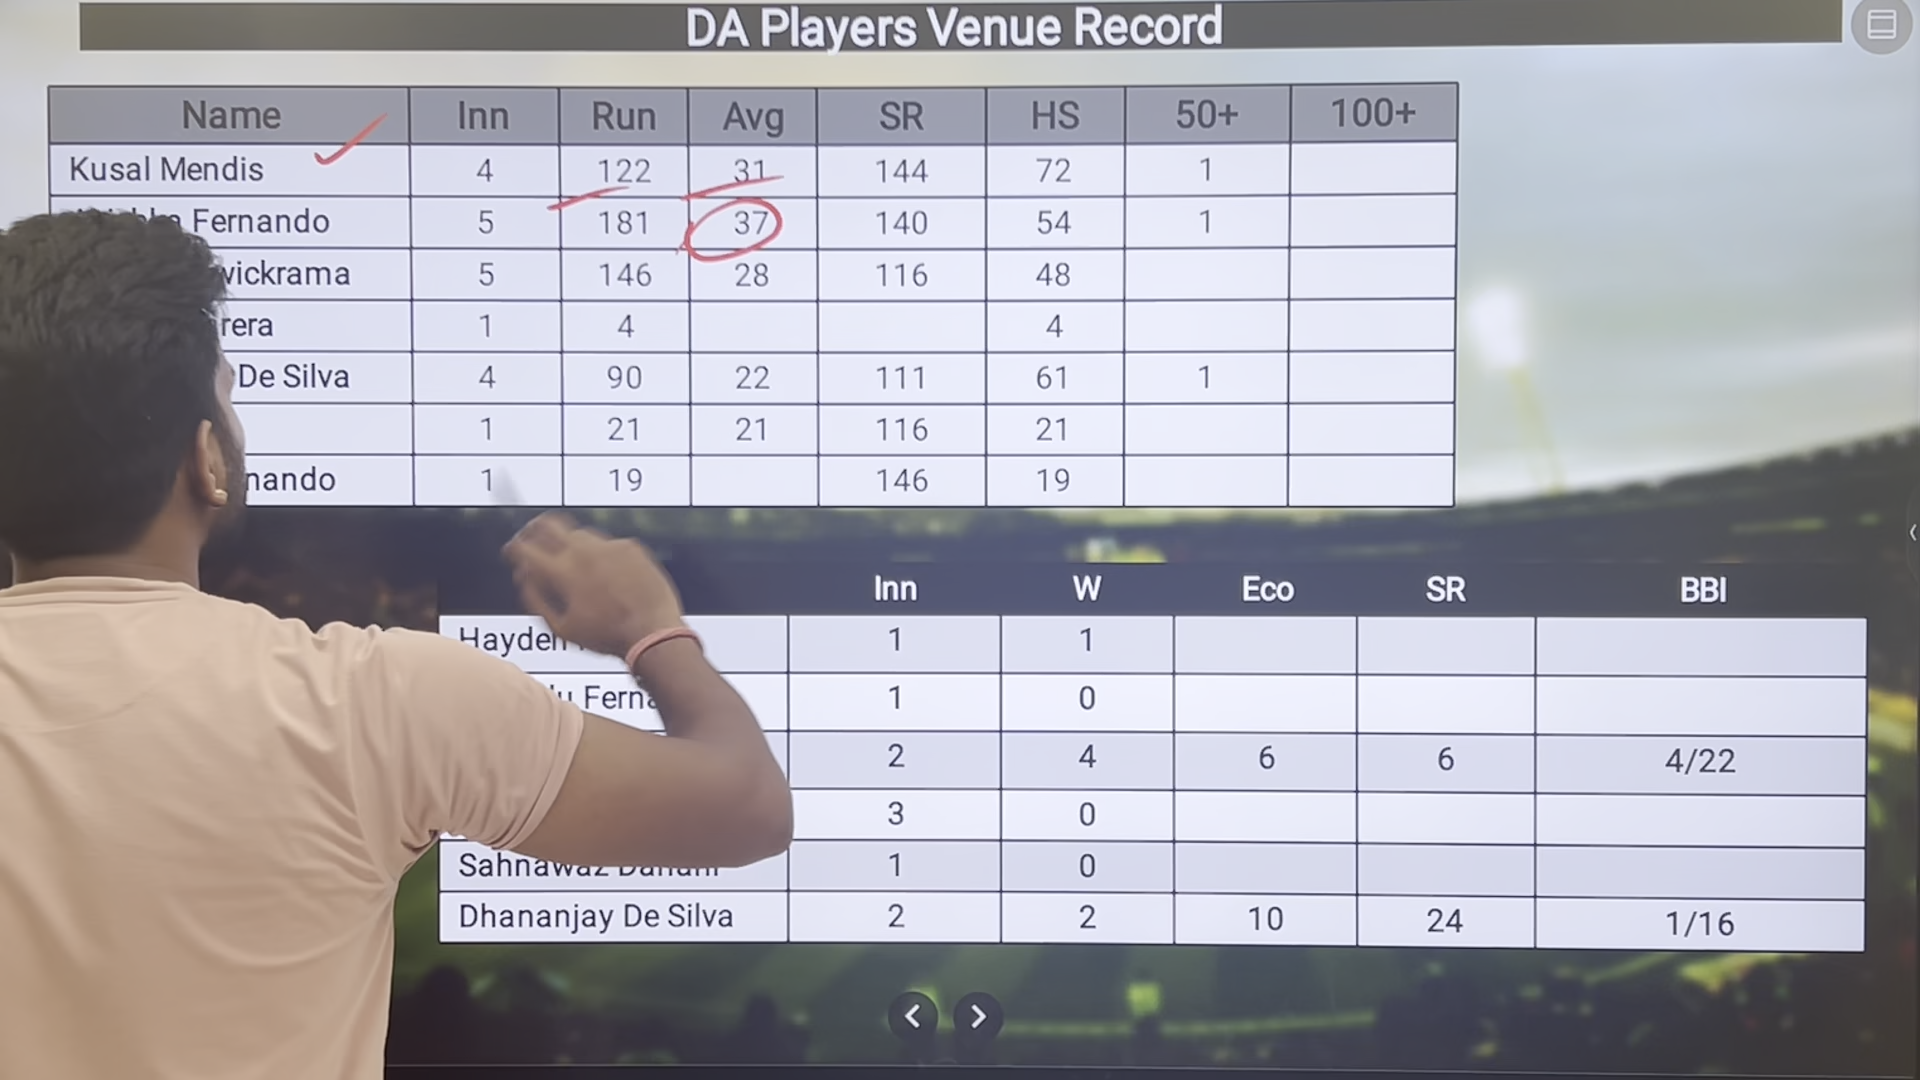 DA Players Venue Record
Name Inn Run Avg SR HS 50+ 100+
Kusal Mendis 4 122 31 144 72 1
Fernando 5 181 37 140 54 1
5 146 28 116 48
1 4 4
De Silva 4 90 22 111 61 1
1 21 21 116 21
1 19 146 19
Inn W Eco SR BBI
Hayden 1 1
1 0
2 4 6 6 4/22
3 0
Sahnawaz 1 0
Dhananjay De Silva 2 2 10 24 1/16